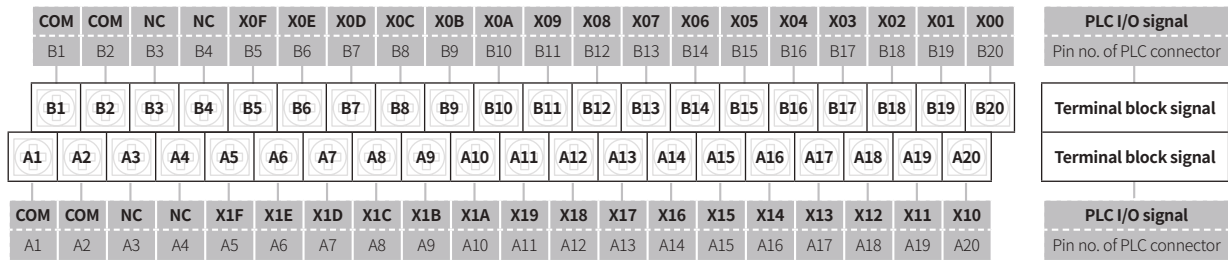 COM COM NC NC X0F X0E X0D X0C X0B X0A X09 X08 X07 X06 X05 X04 X03 X02 X01 X00 PLC I/O signal
B1 B2 B3 B4 B5 B6 B7 B8 B9 B10 B11 B12 B13 B14 B15 B16 B17 B18 B19 B20 Pin no. of PLC connector
B1 B2 B3 B4 B5 B6 B7 B8 B9 B10 B11 B12 B13 B14 B15 B16 B17 B18 B19 B20 Terminal block signal
A1 A2 A3 A4 A5 A6 A7 A8 A9 A10 A11 A12 A13 A14 A15 A16 A17 A18 A19 A20 Terminal block signal
COM COM NC NC X1F X1E X1D X1C X1B X1A X19 X18 X17 X16 X15 X14 X13 X12 X11 X10 PLC I/O signal
A1 A2 A3 A4 A5 A6 A7 A8 A9 A10 A11 A12 A13 A14 A15 A16 A17 A18 A19 A20 Pin no. of PLC connector